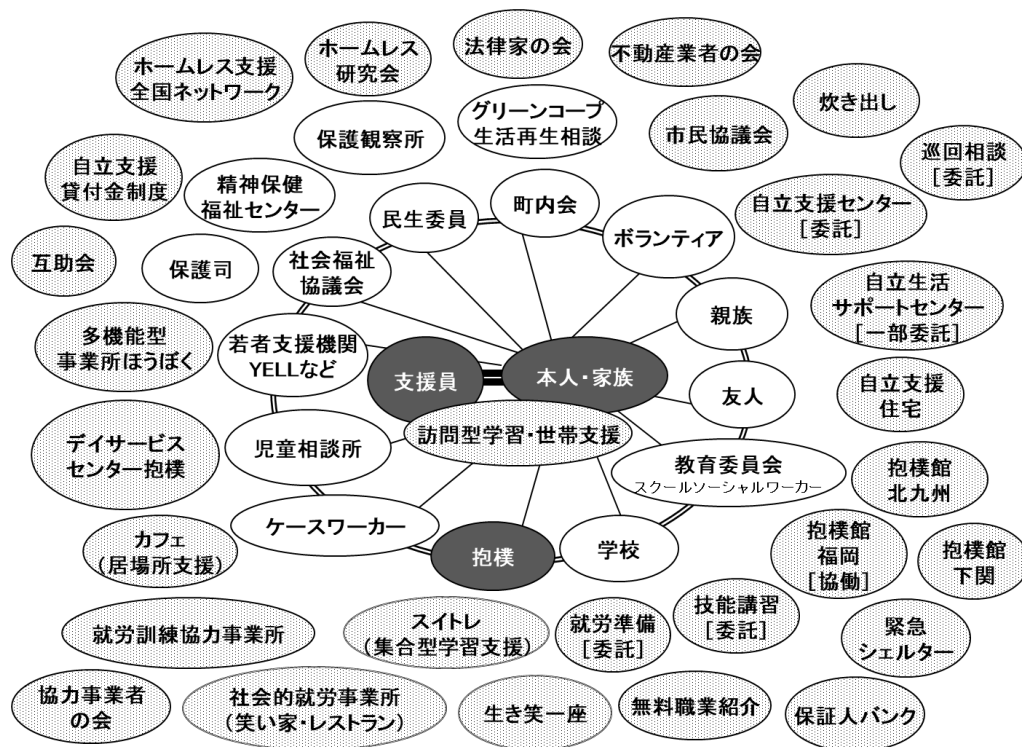 ホームレス支援
全国ネットワーク
ホームレス
研究会
法律家の会
不動産業者の会
炊き出し
保護観察所
グリーンコープ
生活再生相談
市民協議会
巡回相談
[委託]
自立支援
貸付金制度
精神保健
福祉センター
民生委員
町内会
ボランティア
自立支援センター
[委託]
互助会
保護司
社会福祉
協議会
親族
自立生活
サポートセンター
[一部委託]
多機能型
事業所ほうぼく
若者支援機関
YELLなど
支援員
本人・家族
友人
自立支援
住宅
訪問型学習・世帯支援
デイサービス
センター抱樸
児童相談所
教育委員会
スクールソーシャルワーカー
抱樸館
北九州
カフェ
(居場所支援)
ケースワーカー
抱樸
学校
抱樸館
福岡
[協働]
抱樸館
下関
就労訓練協力事業所
スイトレ
(集合型学習支援)
就労準備
[委託]
技能講習
[委託]
緊急
シェルター
協力事業者
の会
社会的就労事業所
(笑い家・レストラン)
生き笑一座
無料職業紹介
保証人バンク